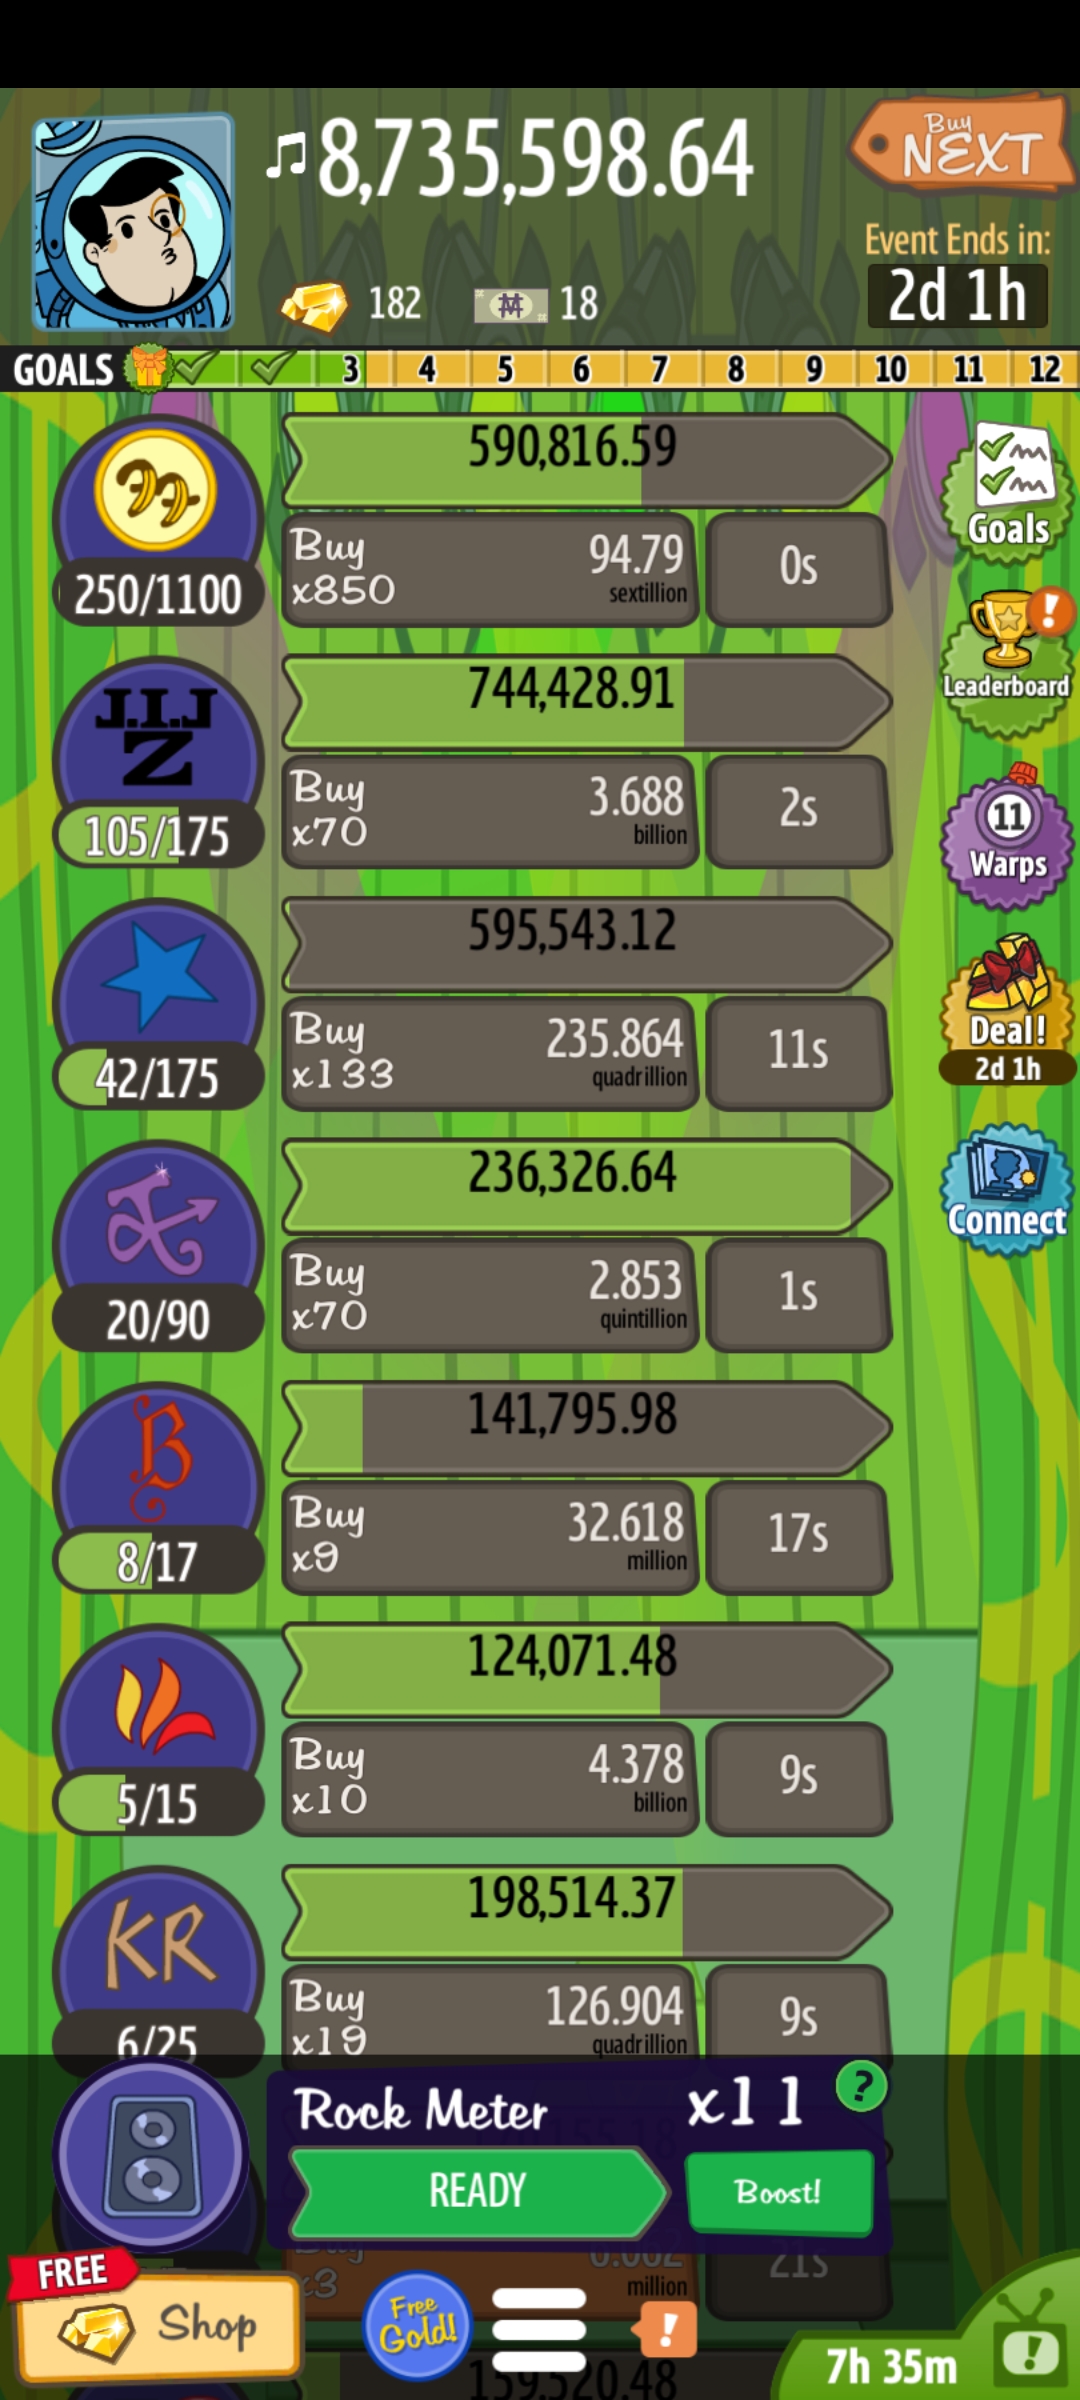 ♫8,735,598.64
Buy
NEXT
182
18
Event Ends in:
2d 1h
GOALS 3 4 5 6 7 8 9 10 11 12
590,816.59
250/1100
Buy
x850
94.79
sextillion
0s
Goals
744,428.91
J.I.J
Z
105/175
Buy
x70
3.688
billion
2s
Leaderboard
11
Warps
595,543.12
42/175
Buy
x133
235.864
quadrillion
11s
Deal!
2d 1h
236,326.64
20/90
Buy
x70
2.853
quintillion
1s
Connect
141,795.98
B
8/17
Buy
x9
32.618
million
17s
124,071.48
5/15
Buy
x10
4.378
billion
9s
198,514.37
KR
6/25
Buy
x19
126.904
quadrillion
9s
Rock Meter
x11
?
READY
Boost!
Buy
x3
million
21s
FREE
Shop
Free
Gold!
!
159,520.48
7h 35m
!